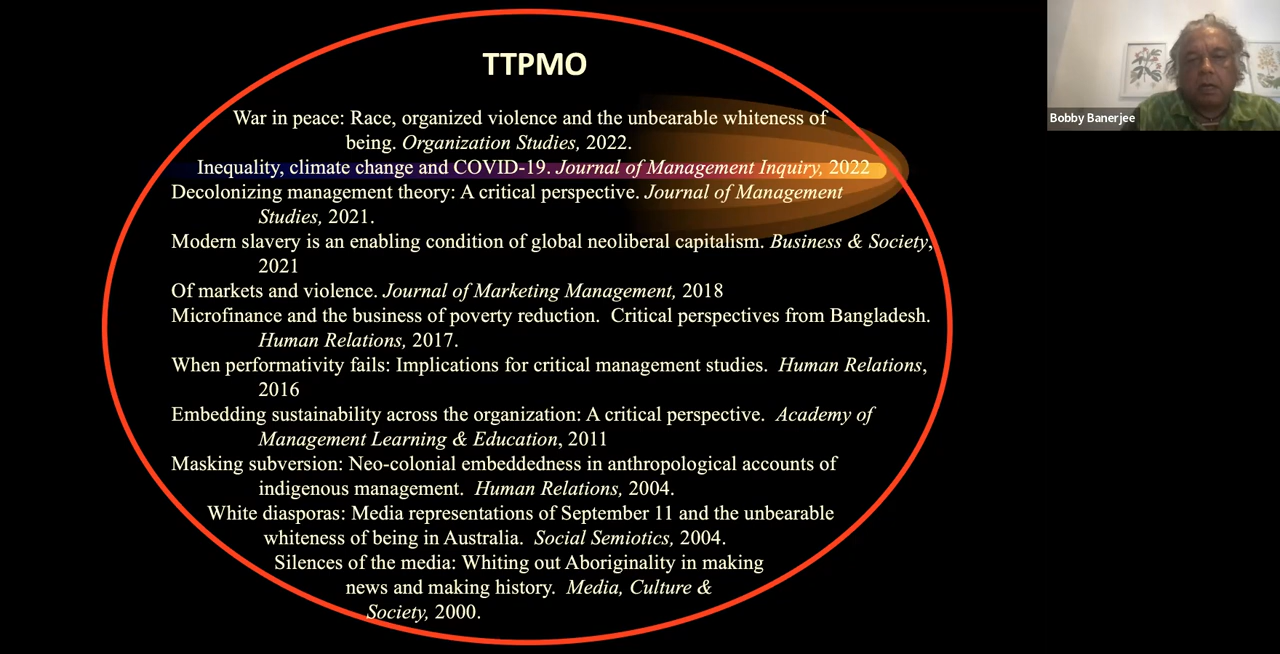 TTPMO
War in peace: Race, organized violence and the unbearable whiteness of
being. Organization Studies, 2022.
Inequality, climate change and COVID-19. Journal of Management Inquiry, 2022
Decolonizing management theory: A critical perspective. Journal of Management
Studies, 2021.
Modern slavery is an enabling condition of global neoliberal capitalism. Business & Society,
2021
Of markets and violence. Journal of Marketing Management, 2018
Microfinance and the business of poverty reduction. Critical perspectives from Bangladesh.
Human Relations, 2017.
When performativity fails: Implications for critical management studies. Human Relations,
2016
Embedding sustainability across the organization: A critical perspective. Academy of
Management Learning & Education, 2011
Masking subversion: Neo-colonial embeddedness in anthropological accounts of
indigenous management. Human Relations, 2004.
White diasporas: Media representations of September 11 and the unbearable
whiteness of being in Australia. Social Semiotics, 2004.
Silences of the media: Whiting out Aboriginality in making
news and making history. Media, Culture &
Society, 2000.
Bobby Banerjee